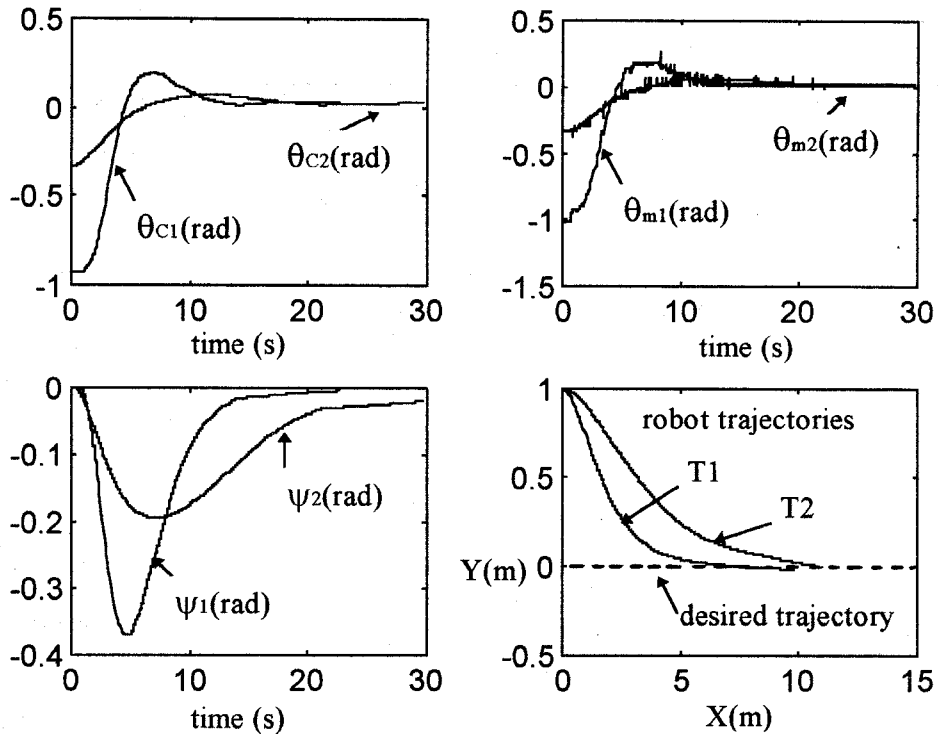 0.5
0
-0.5
-1
θC2(rad)
θC1(rad)
0 10 20 30
time (s)
0.5
0
-0.5
-1
-1.5
θm2(rad)
θm1(rad)
0 10 20 30
time (s)
0
-0.1
-0.2
-0.3
-0.4
ψ2(rad)
ψ1(rad)
0 10 20 30
time (s)
1
0.5
0
-0.5
Y(m)
robot trajectories
T1
T2
desired trajectory
0 5 10 15
X(m)